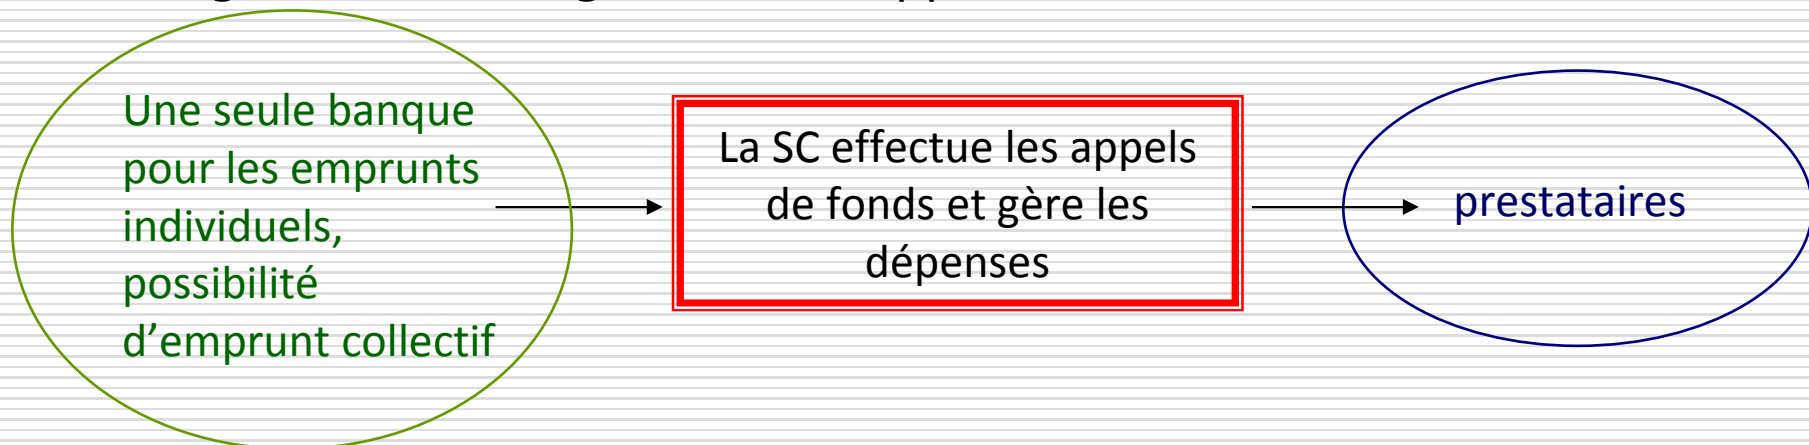 Une seule banque
pour les emprunts
individuels,
possibilité
d’emprunt collectif
La SC effectue les appels
de fonds et gère les
dépenses
prestataires